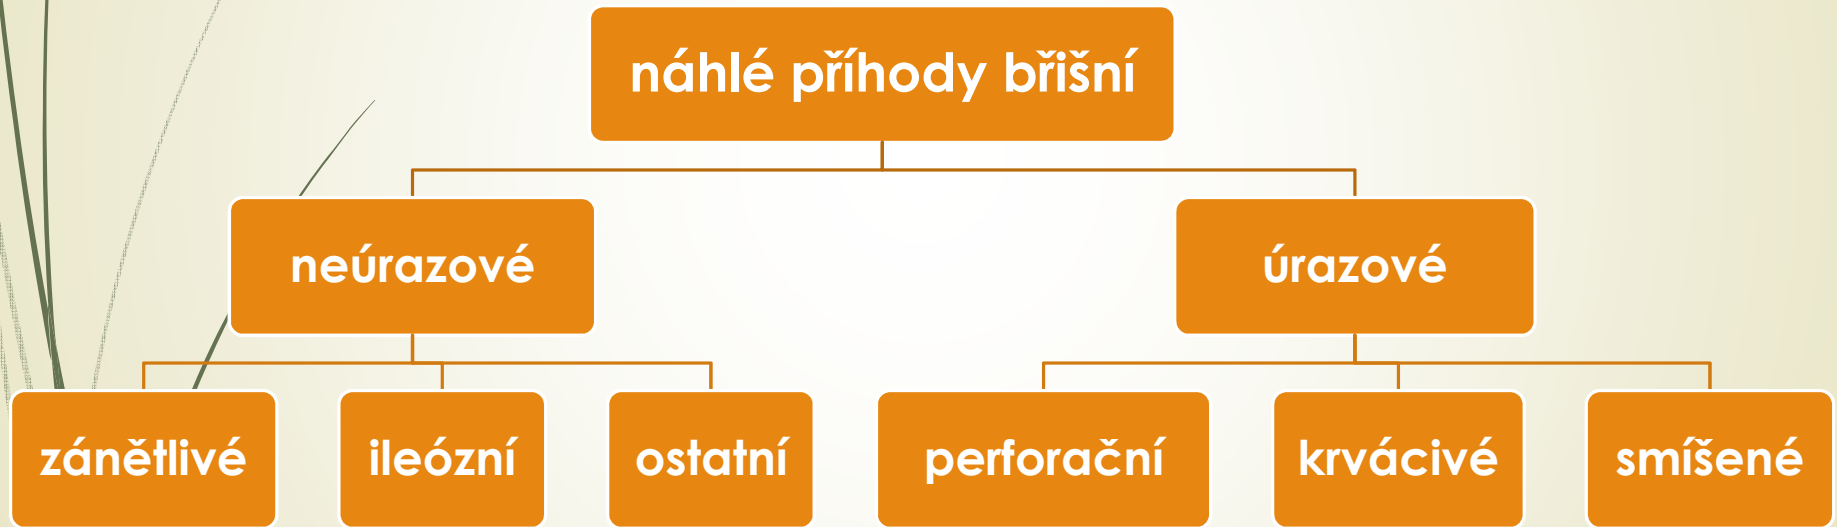 náhlé příhody břišní
neúrazové
úrazové
zánětlivé
ileózní
ostatní
perforační
krvácivé
smíšené